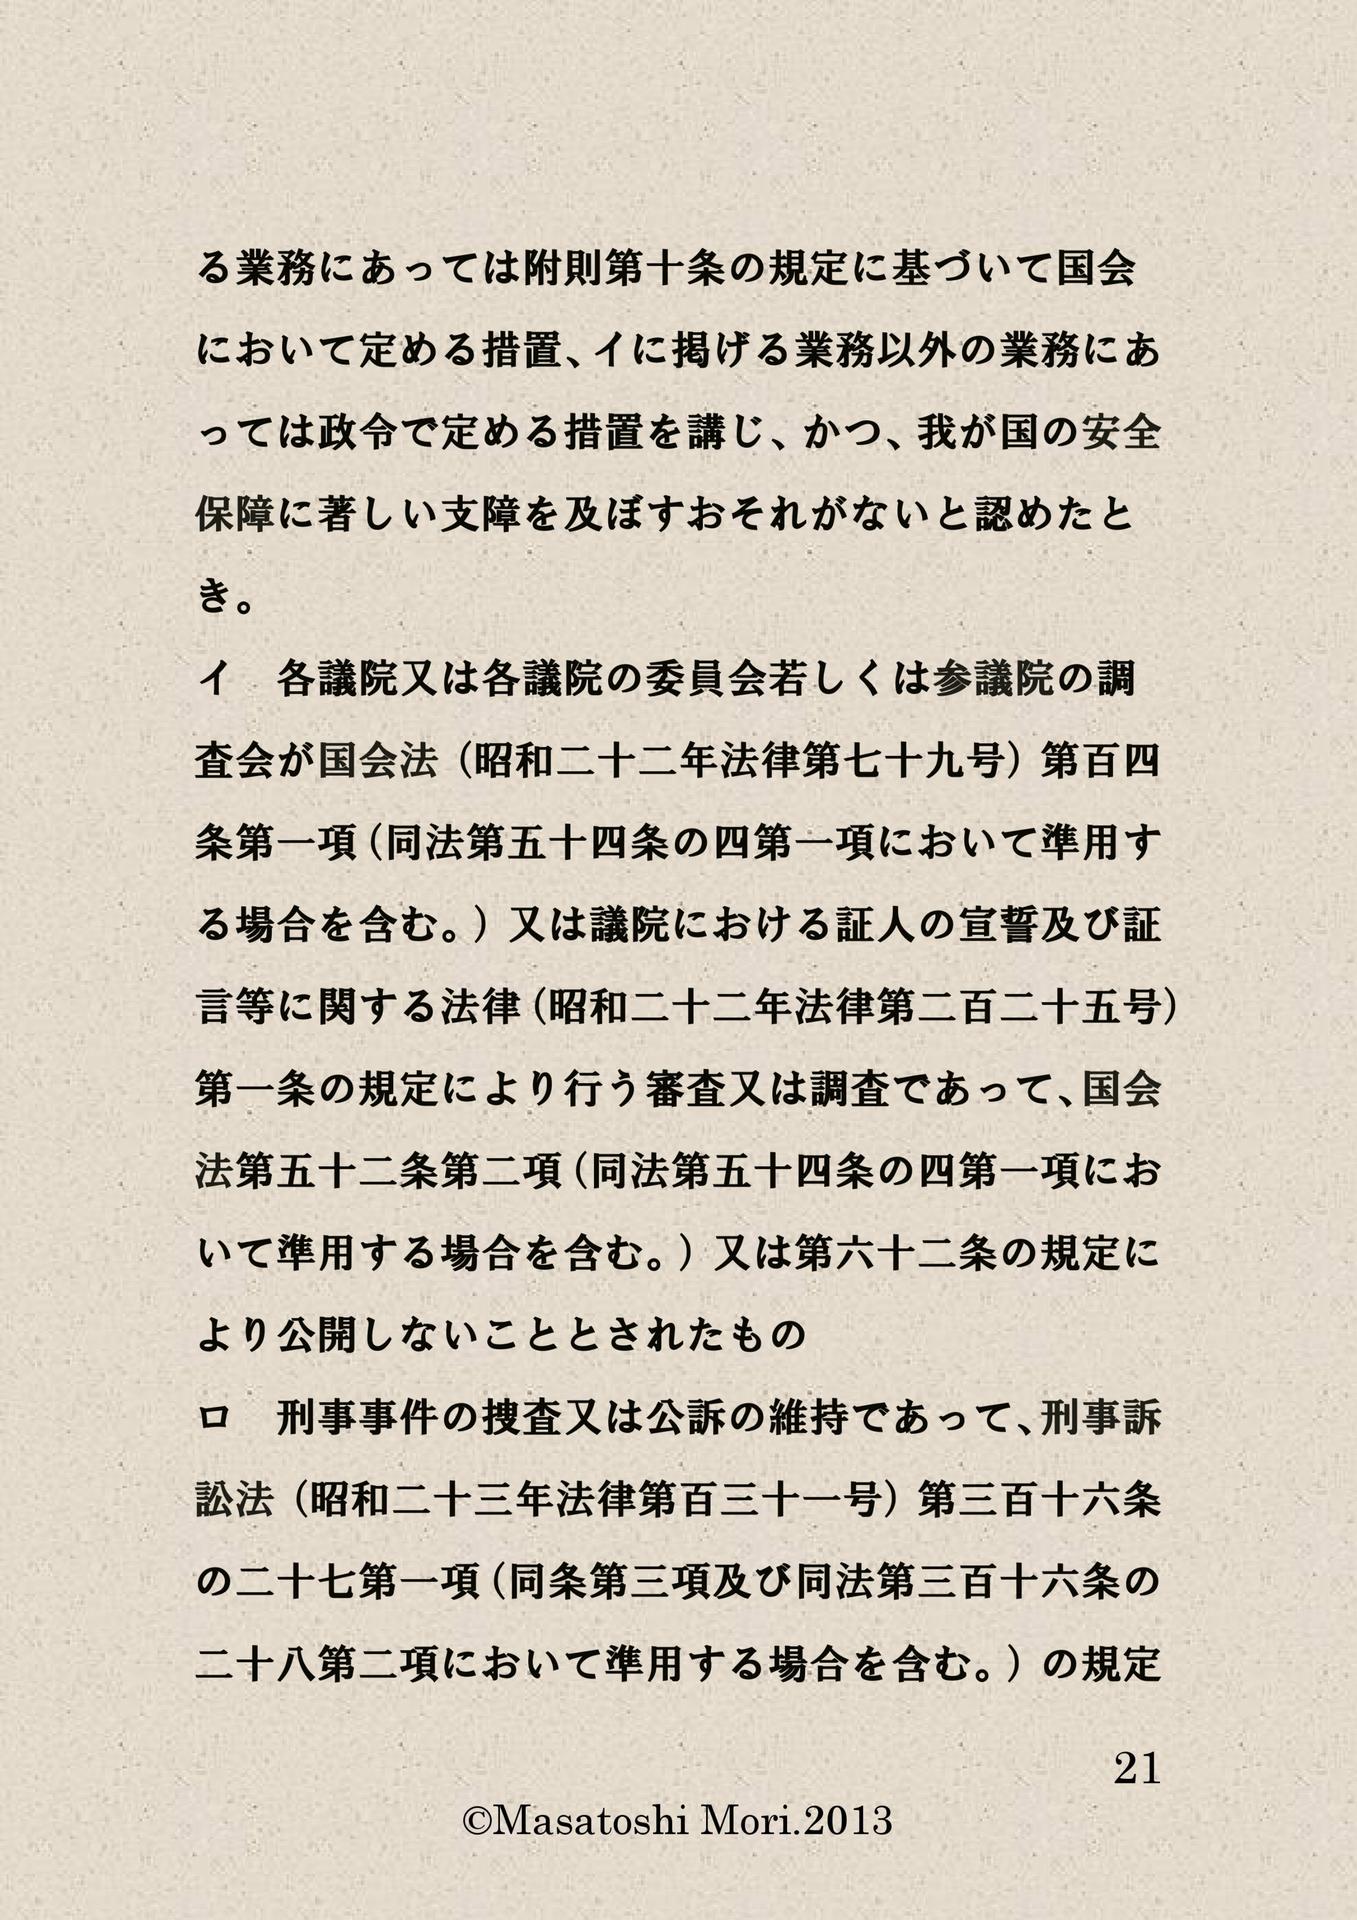 る業務にあっては附則第十条の規定に基づいて国会
において定める措置、イに掲げる業務以外の業務にあ
っては政令で定める措置を講じ、かつ、我が国の安全
保障に著しい支障を及ぼすおそれがないと認めたと
き。
イ　各議院又は各議院の委員会若しくは参議院の調
査会が国会法（昭和二十二年法律第七十九号）第百四
条第一項（同法第五十四条の四第一項において準用す
る場合を含む。）又は議院における証人の宣誓及び証
言等に関する法律（昭和二十二年法律第二百二十五号）
第一条の規定により行う審査又は調査であって、国会
法第五十二条第二項（同法第五十四条の四第一項にお
いて準用する場合を含む。）又は第六十二条の規定に
より公開しないこととされたもの
ロ　刑事事件の捜査又は公訴の維持であって、刑事訴
訟法（昭和二十三年法律第百三十一号）第三百十六条
の二十七第一項（同条第三項及び同法第三百十六条の
二十八第二項において準用する場合を含む。）の規定
21
©Masatoshi Mori.2013